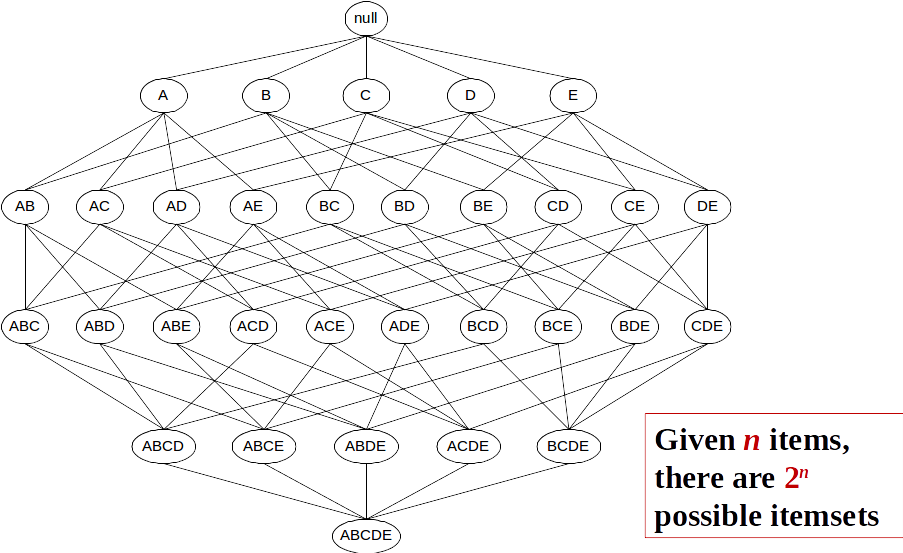 null
A B C D E
AB AC AD AE BC BD BE CD CE DE
ABC ABD ABE ACD ACE ADE BCD BCE BDE CDE
ABCD ABCE ABDE ACDE BCDE
ABCDE
Given n items,
there are 2ⁿ
possible itemsets